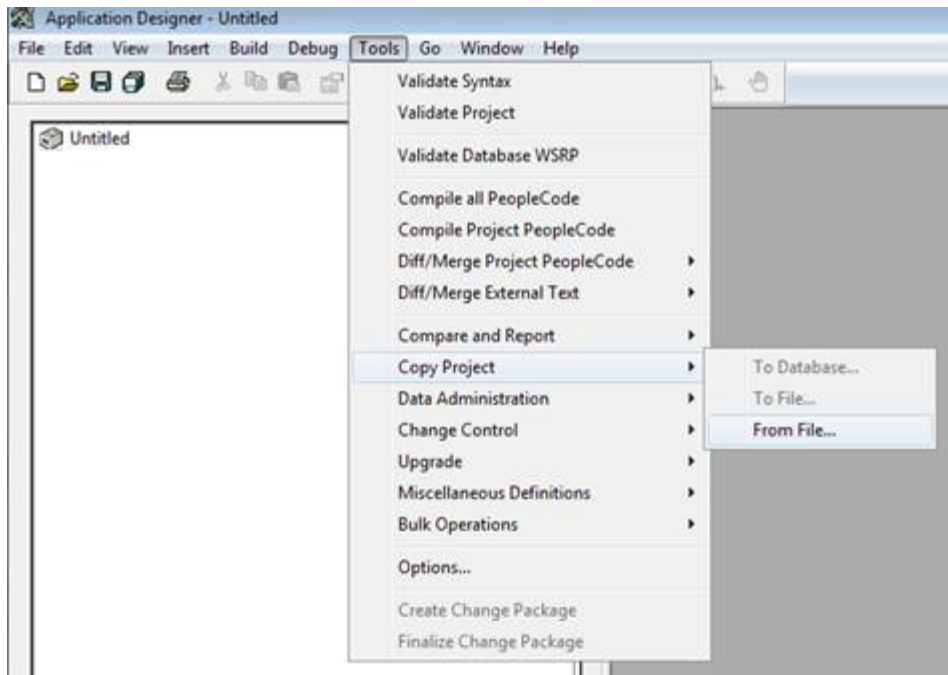 Application Designer - Untitled
File Edit View Insert Build Debug Tools Go Window Help
Untitled
Validate Syntax
Validate Project
Validate Database WSRP
Compile all PeopleCode
Compile Project PeopleCode
Diff/Merge Project PeopleCode
Diff/Merge External Text
Compare and Report
Copy Project
Data Administration
Change Control
Upgrade
Miscellaneous Definitions
Bulk Operations
Options...
Create Change Package
Finalize Change Package
To Database...
To File...
From File...